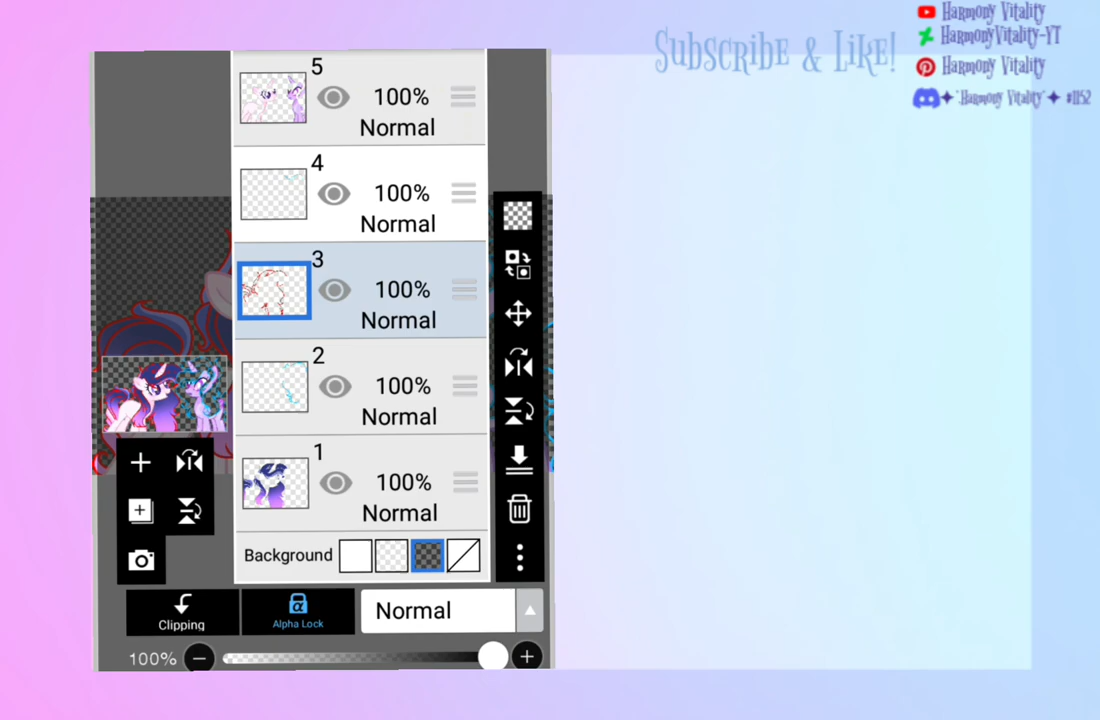 Subscribe & Like!
Harmony Vitality
HarmonyVitality-YT
Harmony Vitality
✦`.Harmony Vitality'✦ #1152
5
100%
Normal
4
100%
Normal
3
100%
Normal
2
100%
Normal
1
100%
Normal
Background
Clipping
α
Alpha Lock
Normal
100%